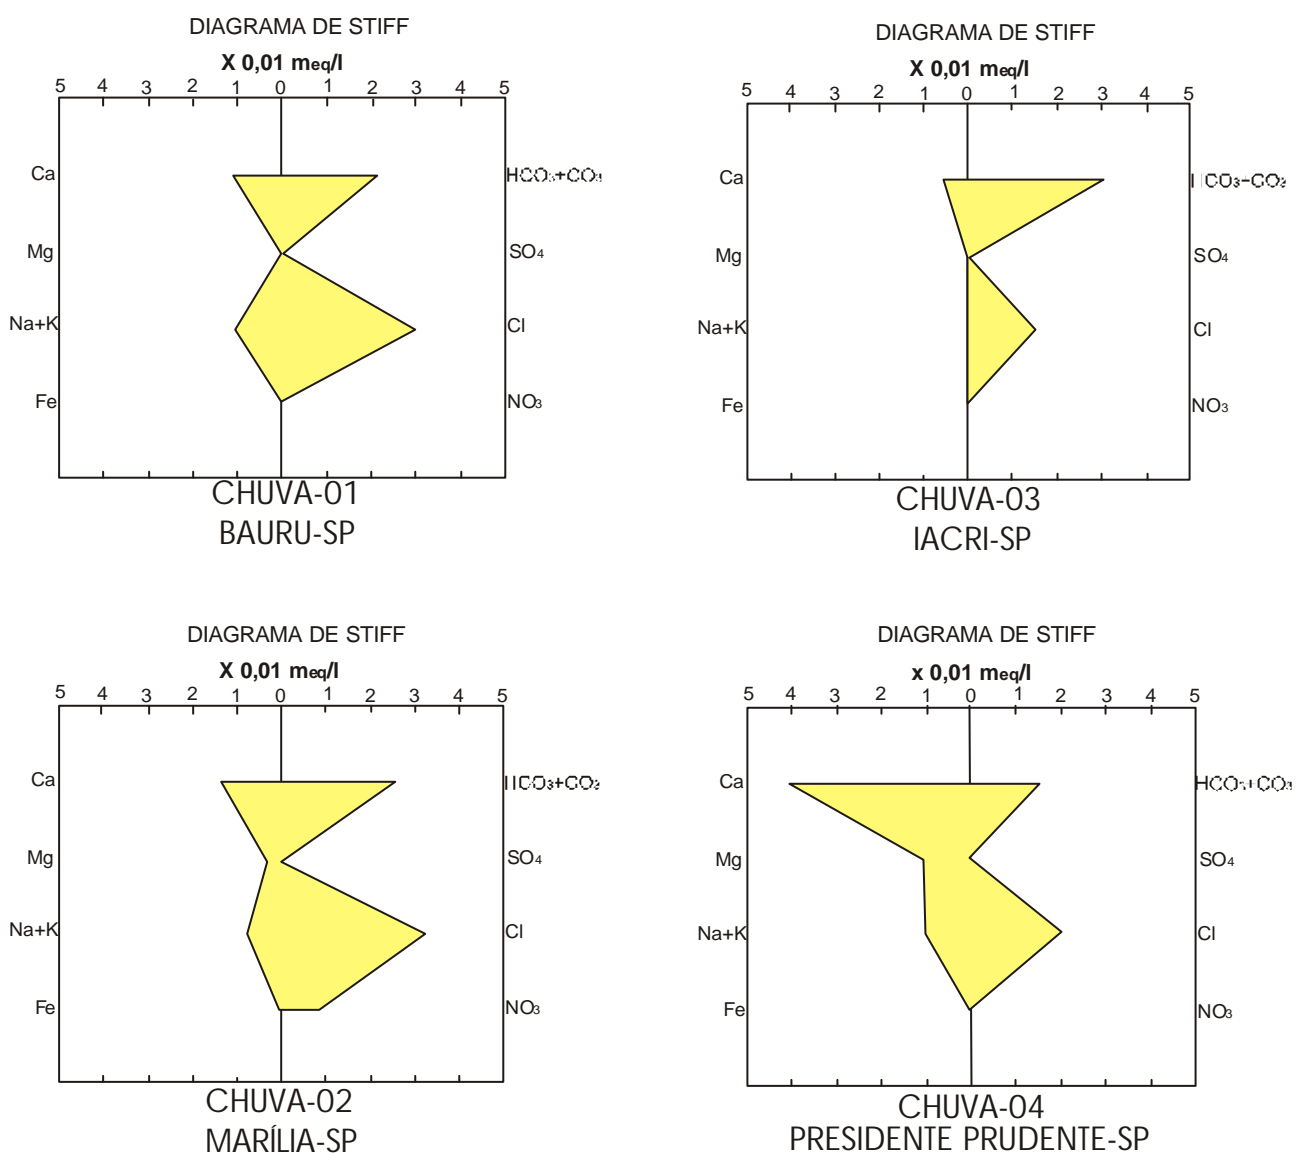 DIAGRAMA DE STIFF
X 0,01 meq/l
5 4 3 2 1 0 1 2 3 4 5
Ca HCO₃+CO₃
Mg SO₄
Na+K Cl
Fe NO₃
CHUVA-01
BAURU-SP
DIAGRAMA DE STIFF
X 0,01 meq/l
5 4 3 2 1 0 1 2 3 4 5
Ca
Mg SO₄
Na+K Cl
Fe NO₃
CHUVA-03
IACRI-SP
DIAGRAMA DE STIFF
X 0,01 meq/l
5 4 3 2 1 0 1 2 3 4 5
Ca
Mg SO₄
Na+K Cl
Fe NO₃
CHUVA-02
MARÍLIA-SP
DIAGRAMA DE STIFF
x 0,01 meq/l
5 4 3 2 1 0 1 2 3 4 5
Ca HCO₃+CO₃
Mg SO₄
Na+K Cl
Fe NO₃
CHUVA-04
PRESIDENTE PRUDENTE-SP